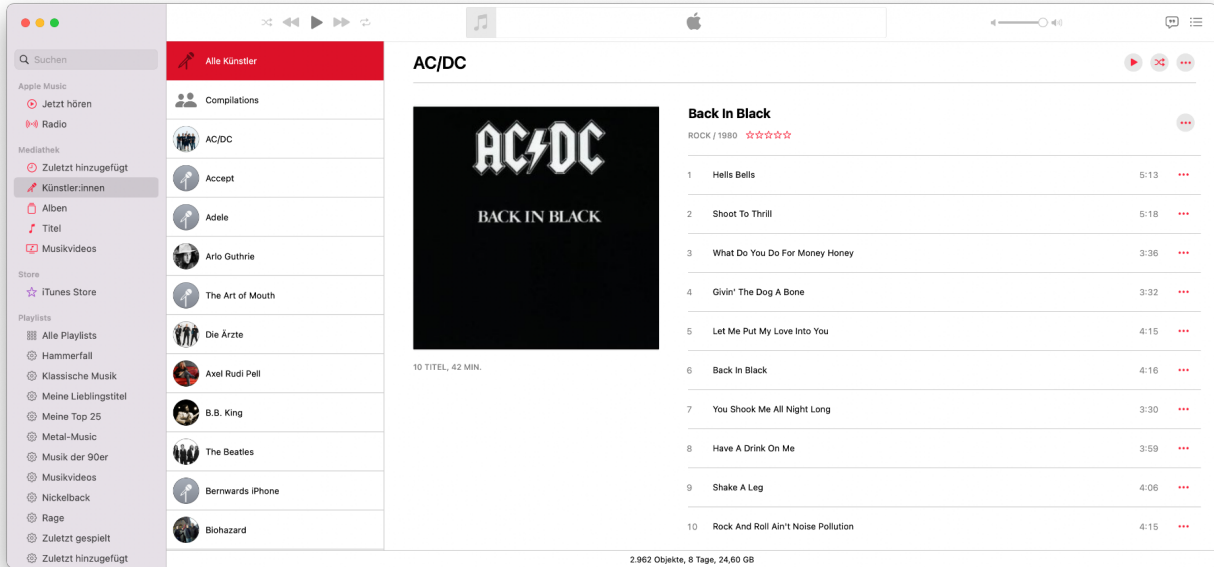 Suchen
Apple Music
Jetzt hören
Radio
Mediathek
Zuletzt hinzugefügt
Künstler:innen
Alben
Titel
Musikvideos
Store
iTunes Store
Playlists
Alle Playlists
Hammerfall
Klassische Musik
Meine Lieblingstitel
Meine Top 25
Metal-Music
Musik der 90er
Musikvideos
Nickelback
Rage
Zuletzt gespielt
Zuletzt hinzugefügt
Alle Künstler
Compilations
AC/DC
Accept
Adele
Arlo Guthrie
The Art of Mouth
Die Ärzte
Axel Rudi Pell
B.B. King
The Beatles
Bernwards iPhone
Biohazard
AC/DC
AC/DC
BACK IN BLACK
10 TITEL, 42 MIN.
Back In Black
ROCK / 1980
1 Hells Bells 5:13
2 Shoot To Thrill 5:18
3 What Do You Do For Money Honey 3:36
4 Givin' The Dog A Bone 3:32
5 Let Me Put My Love Into You 4:15
6 Back In Black 4:16
7 You Shook Me All Night Long 3:30
8 Have A Drink On Me 3:59
9 Shake A Leg 4:06
10 Rock And Roll Ain't Noise Pollution 4:15
2.962 Objekte, 8 Tage, 24,60 GB